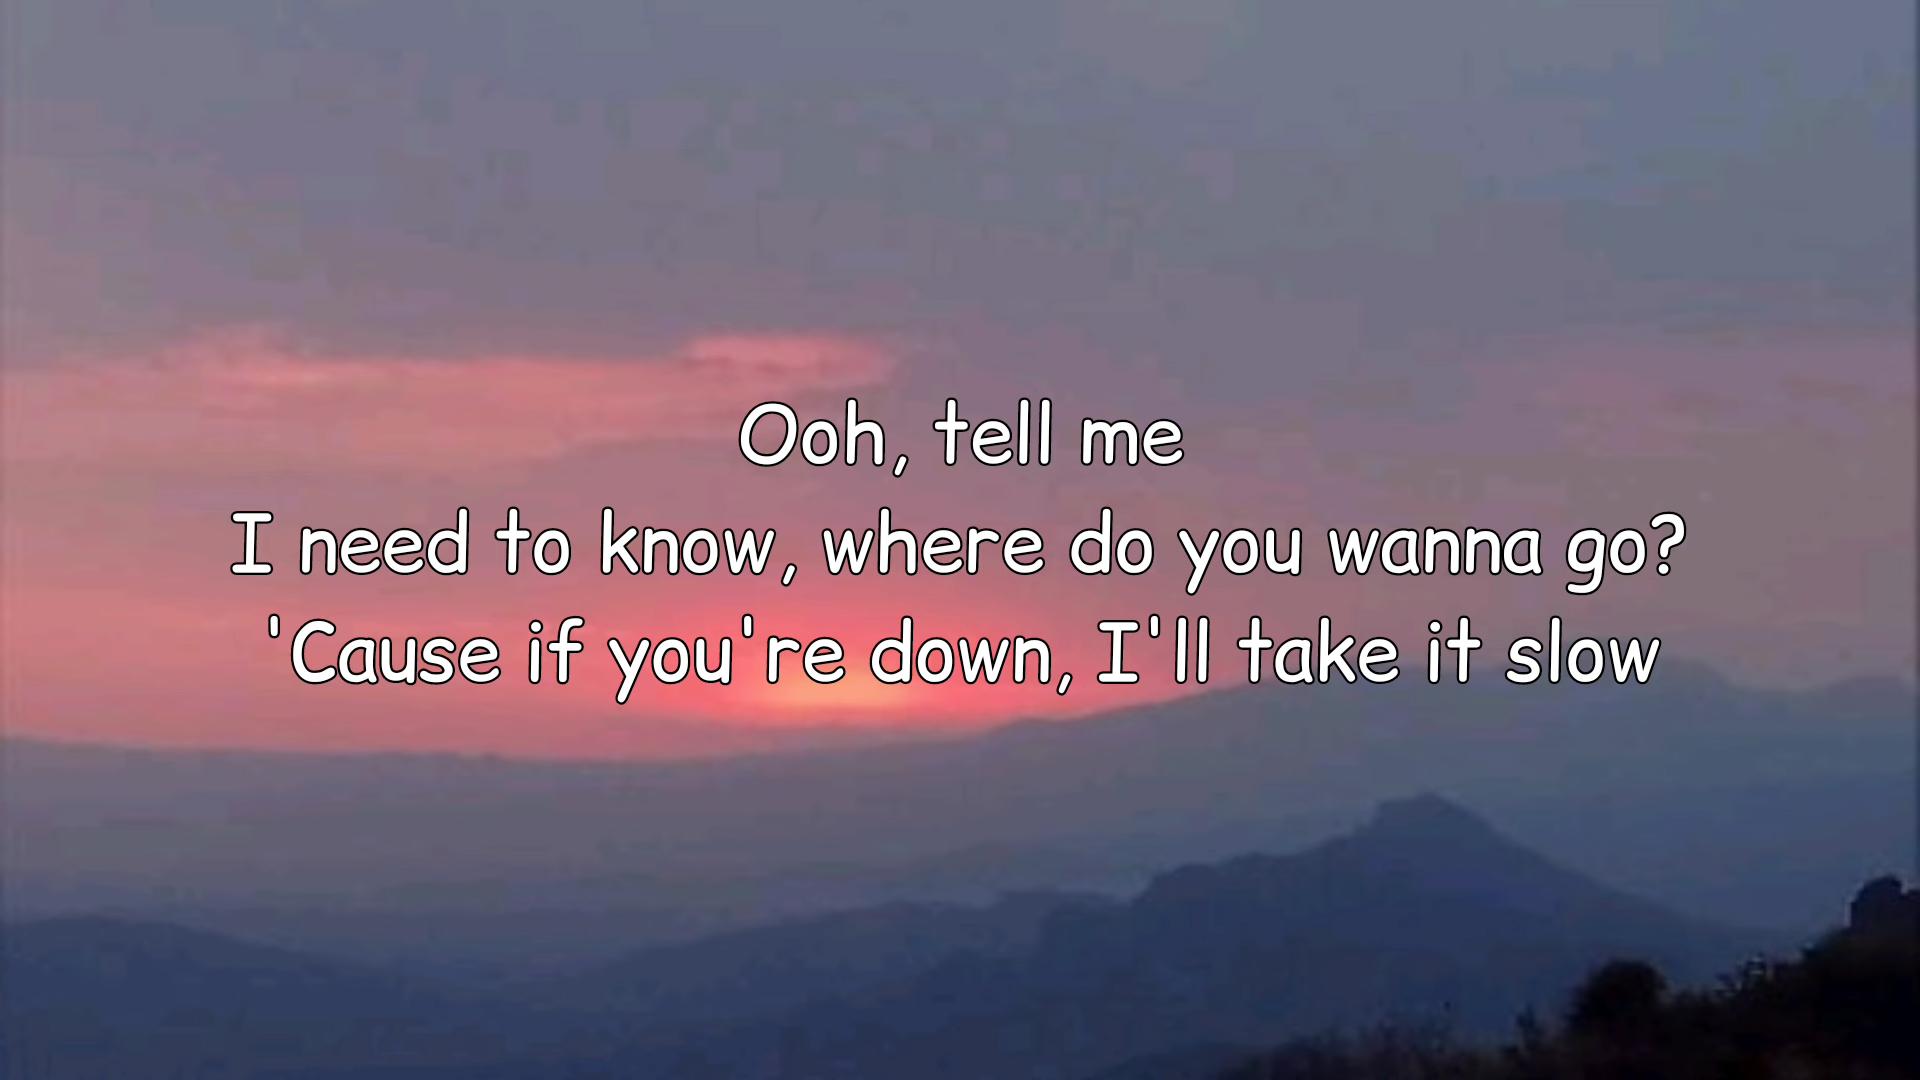 Ooh, tell me
I need to know, where do you wanna go?
'Cause if you're down, I'll take it slow